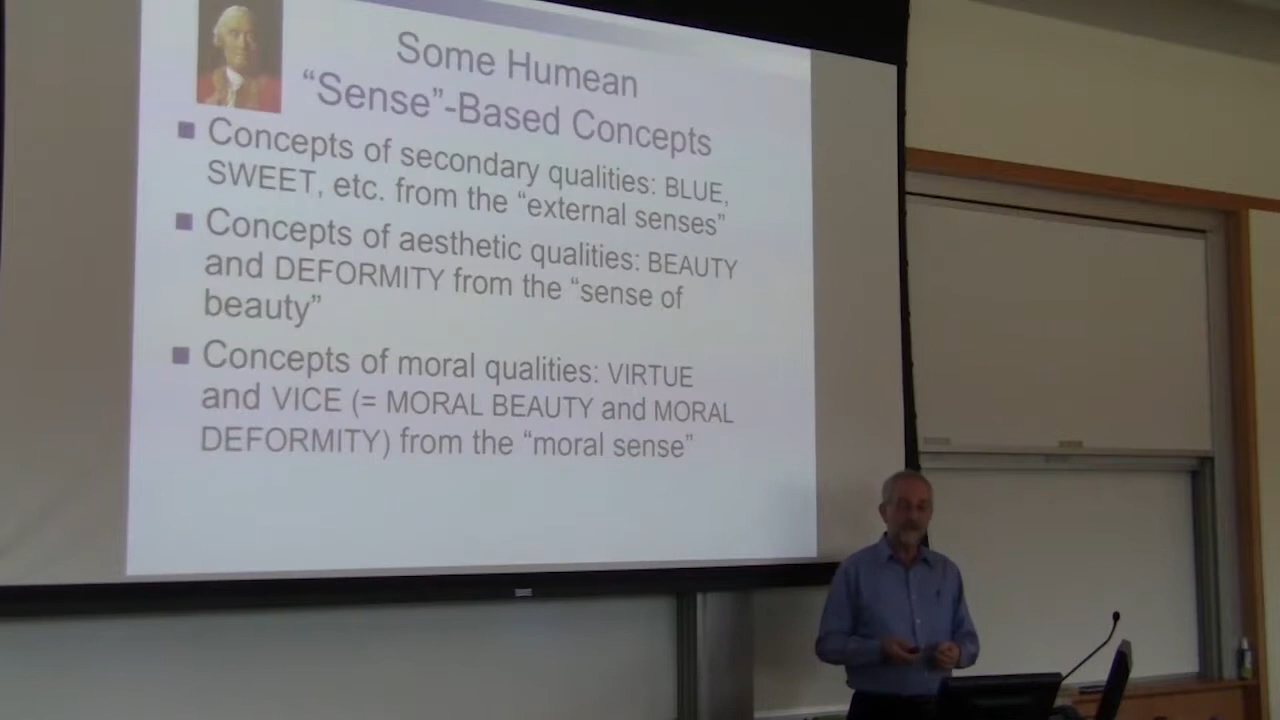 Some Humean
“Sense”-Based Concepts
Concepts of secondary qualities: BLUE,
SWEET, etc. from the “external senses”
Concepts of aesthetic qualities: BEAUTY
and DEFORMITY from the “sense of
beauty”
Concepts of moral qualities: VIRTUE
and VICE (= MORAL BEAUTY and MORAL
DEFORMITY) from the “moral sense”